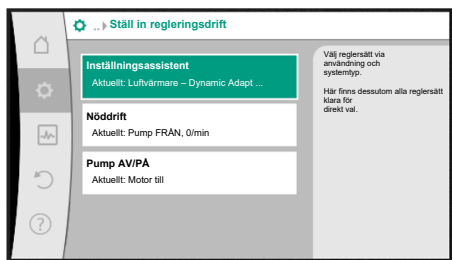 .. Ställ in regleringsdrift
Inställningsassistent
Aktuellt: Luftvärmare – Dynamic Adapt ...
Nöddrift
Aktuellt: Pump FRÅN, 0/min
Pump AV/PÅ
Aktuellt: Motor till
Välj reglersätt via
användning och
systemtyp.
Här finns dessutom alla reglersätt
klara för
direkt val.
?